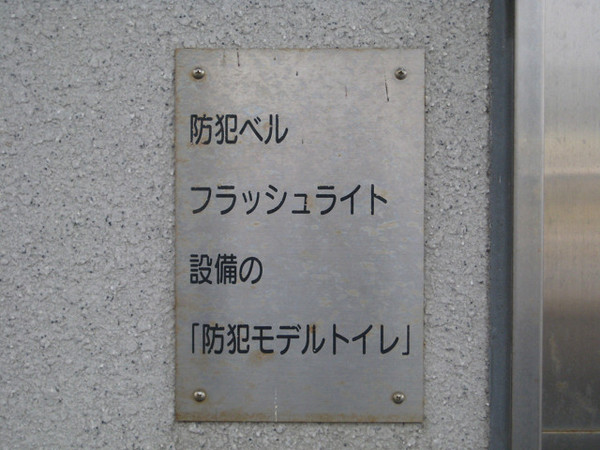 防犯ベル
フラッシュライト
設備の
「防犯モデルトイレ」